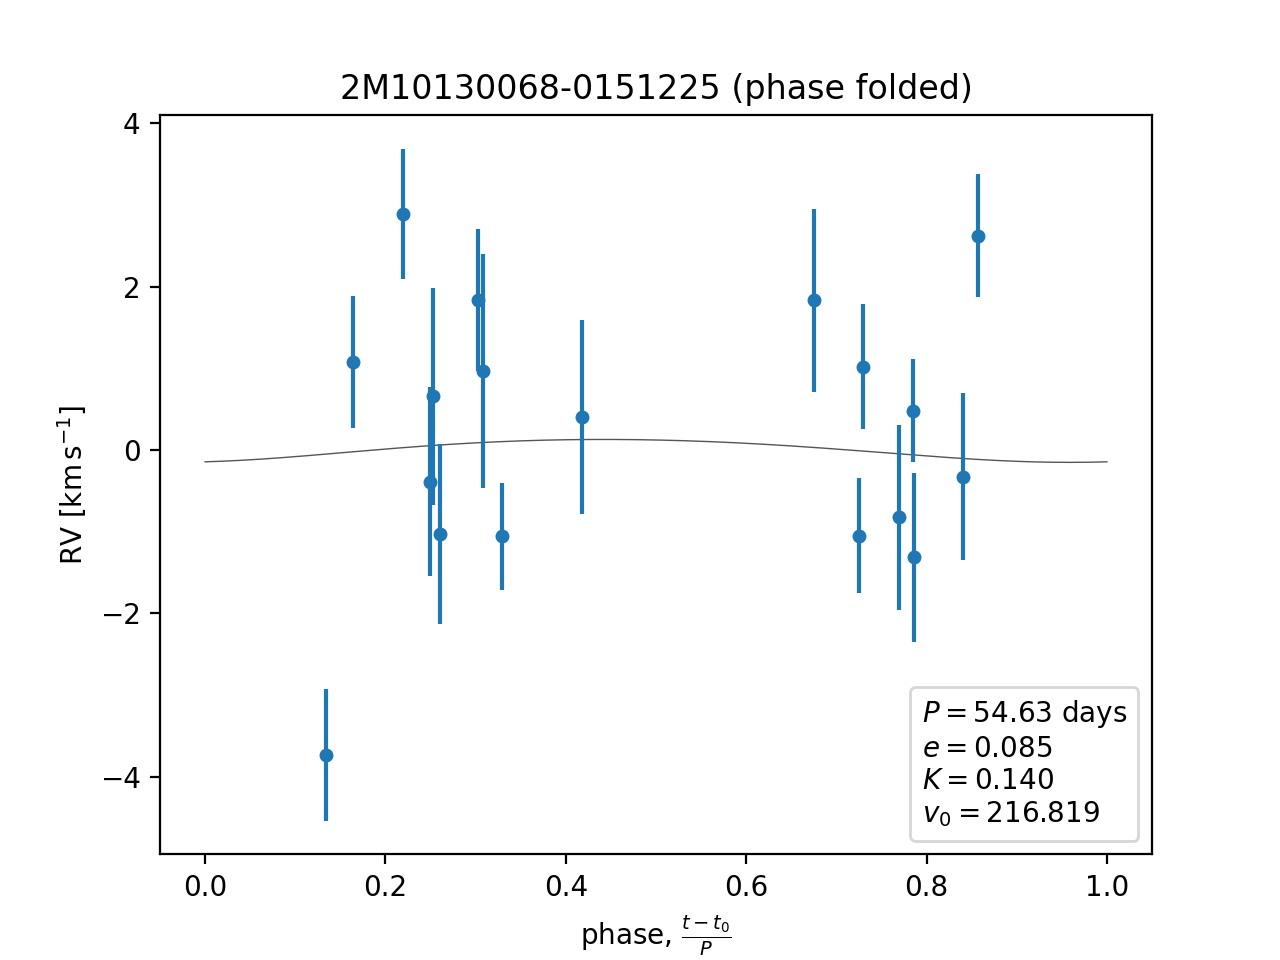 2M10130068-0151225 (phase folded)
4
2
0
−2
−4
RV [km s⁻¹]
P = 54.63 days
e = 0.085
K = 0.140
v₀ = 216.819
0.0 0.2 0.4 0.6 0.8 1.0
phase, (t − t₀)/P